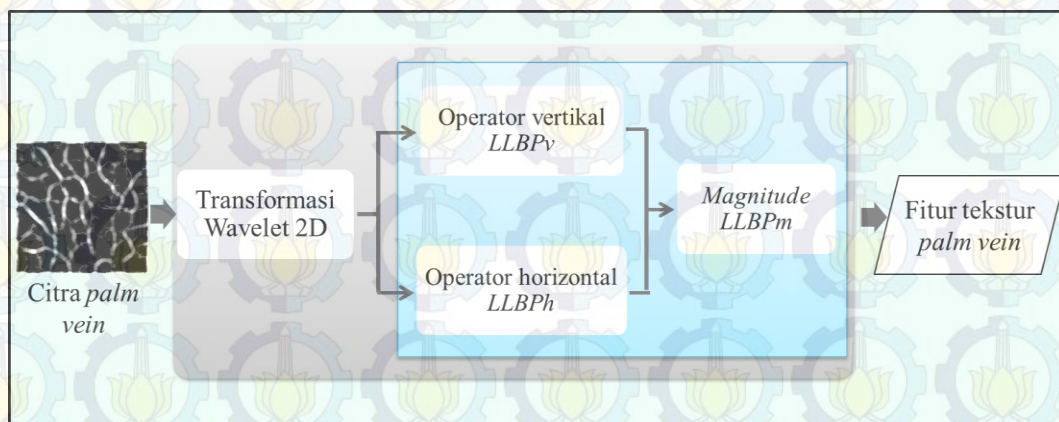 Citra palm
vein
Transformasi
Wavelet 2D
Operator vertikal
LLBPv
Operator horizontal
LLBPh
Magnitude
LLBPm
Fitur tekstur
palm vein